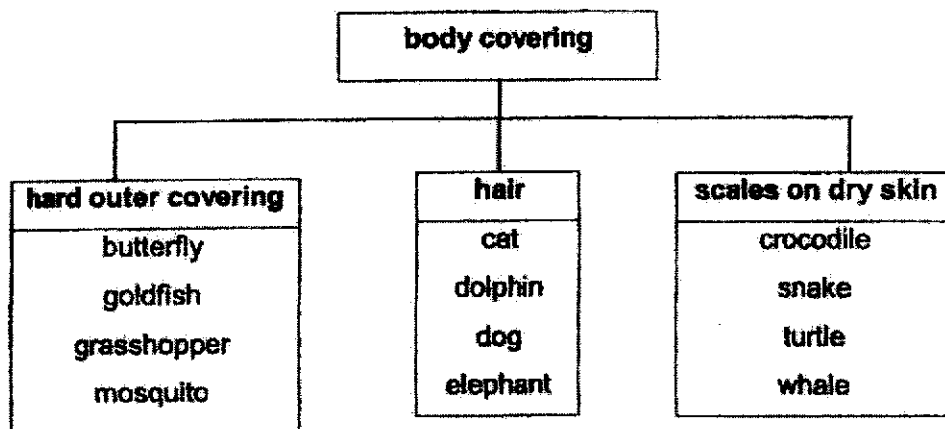 body covering
hard outer covering
butterfly
goldfish
grasshopper
mosquito
hair
cat
dolphin
dog
elephant
scales on dry skin
crocodile
snake
turtle
whale